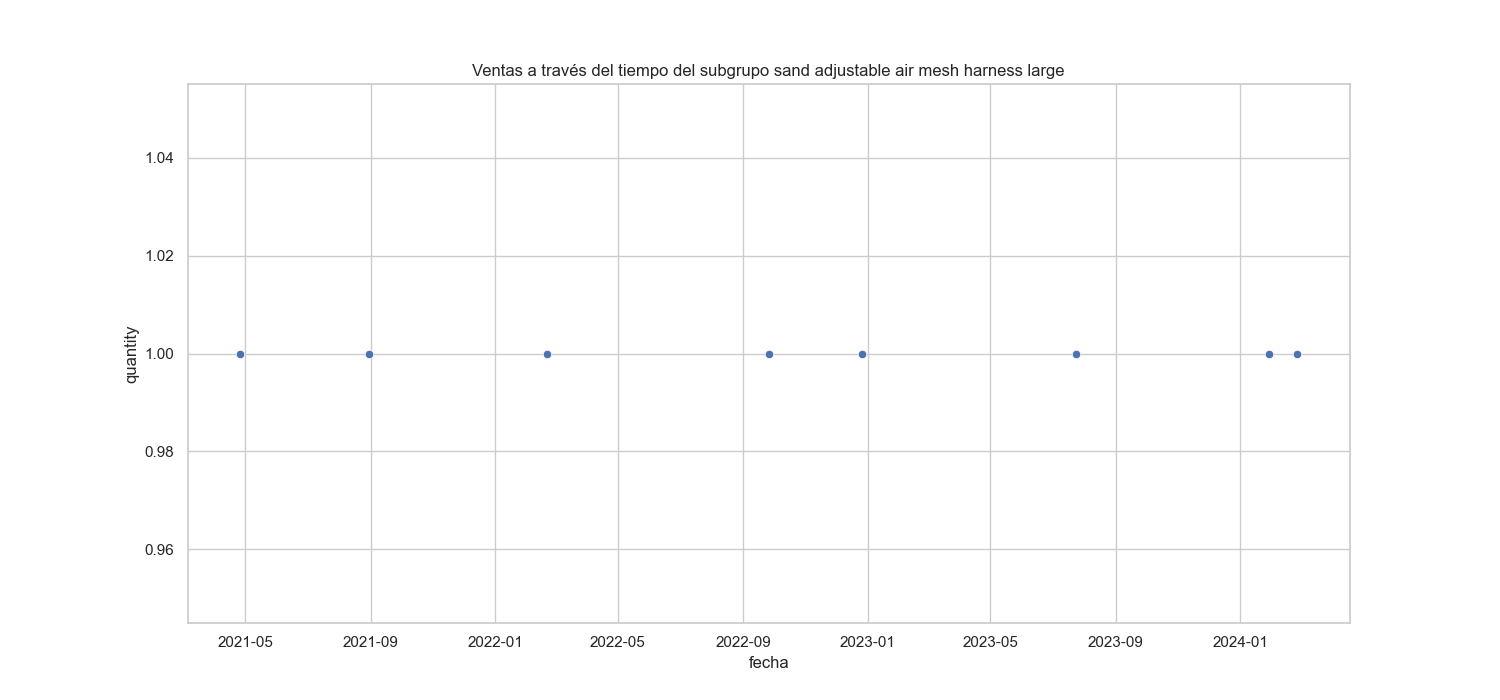 Ventas a través del tiempo del subgrupo sand adjustable air mesh harness large
1.04
1.02
1.00
0.98
0.96
quantity
2021-05 2021-09 2022-01 2022-05 2022-09 2023-01 2023-05 2023-09 2024-01
fecha